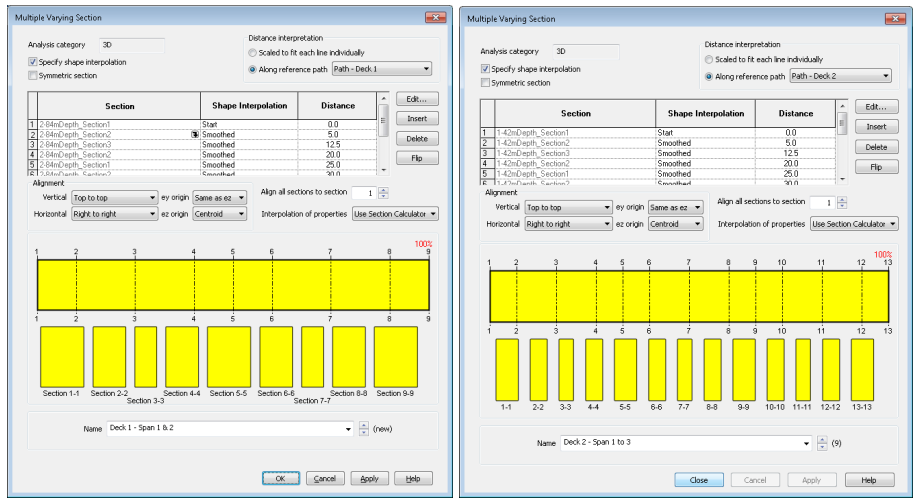 Multiple Varying Section
Analysis category 3D
Specify shape interpolation
Symmetric section
Distance interpretation
Scaled to fit each line individually
Along reference path Path - Deck 1
Section Shape Interpolation Distance
1 2-84mDepth_Section1 Start 0.0
2 2-84mDepth_Section2 Smoothed 5.0
3 2-84mDepth_Section3 Smoothed 12.5
4 2-84mDepth_Section2 Smoothed 20.0
5 2-84mDepth_Section1 Smoothed 25.0
6 2-84mDepth_Section2 Smoothed 30.0
Edit...
Insert
Delete
Flip
Alignment
Vertical Top to top ey origin Same as ez
Horizontal Right to right ez origin Centroid
Align all sections to section 1
Interpolation of properties Use Section Calculator
100%
1 2 3 4 5 6 7 8 9
1 2 3 4 5 6 7 8 9
Section 1-1 Section 2-2 Section 4-4 Section 5-5 Section 6-6 Section 8-8 Section 9-9
Section 3-3 Section 7-7
Name Deck 1 - Span 1 & 2 (new)
OK Cancel Apply Help
Multiple Varying Section
Analysis category 3D
Specify shape interpolation
Symmetric section
Distance interpretation
Scaled to fit each line individually
Along reference path Path - Deck 2
Section Shape Interpolation Distance
1 1-42mDepth_Section1 Start 0.0
2 1-42mDepth_Section2 Smoothed 5.0
3 1-42mDepth_Section3 Smoothed 12.5
4 1-42mDepth_Section2 Smoothed 20.0
5 1-42mDepth_Section1 Smoothed 25.0
6 1-42mDepth_Section2 Smoothed 30.0
Edit...
Insert
Delete
Flip
Alignment
Vertical Top to top ey origin Same as ez
Horizontal Right to right ez origin Centroid
Align all sections to section 1
Interpolation of properties Use Section Calculator
100%
1 2 3 4 5 6 7 8 9 10 11 12 13
1 2 3 4 5 6 7 8 9 10 11 12 13
1-1 2-2 3-3 4-4 5-5 6-6 7-7 8-8 9-9 10-10 11-11 12-12 13-13
Name Deck 2 - Span 1 to 3 (9)
Close Cancel Apply Help